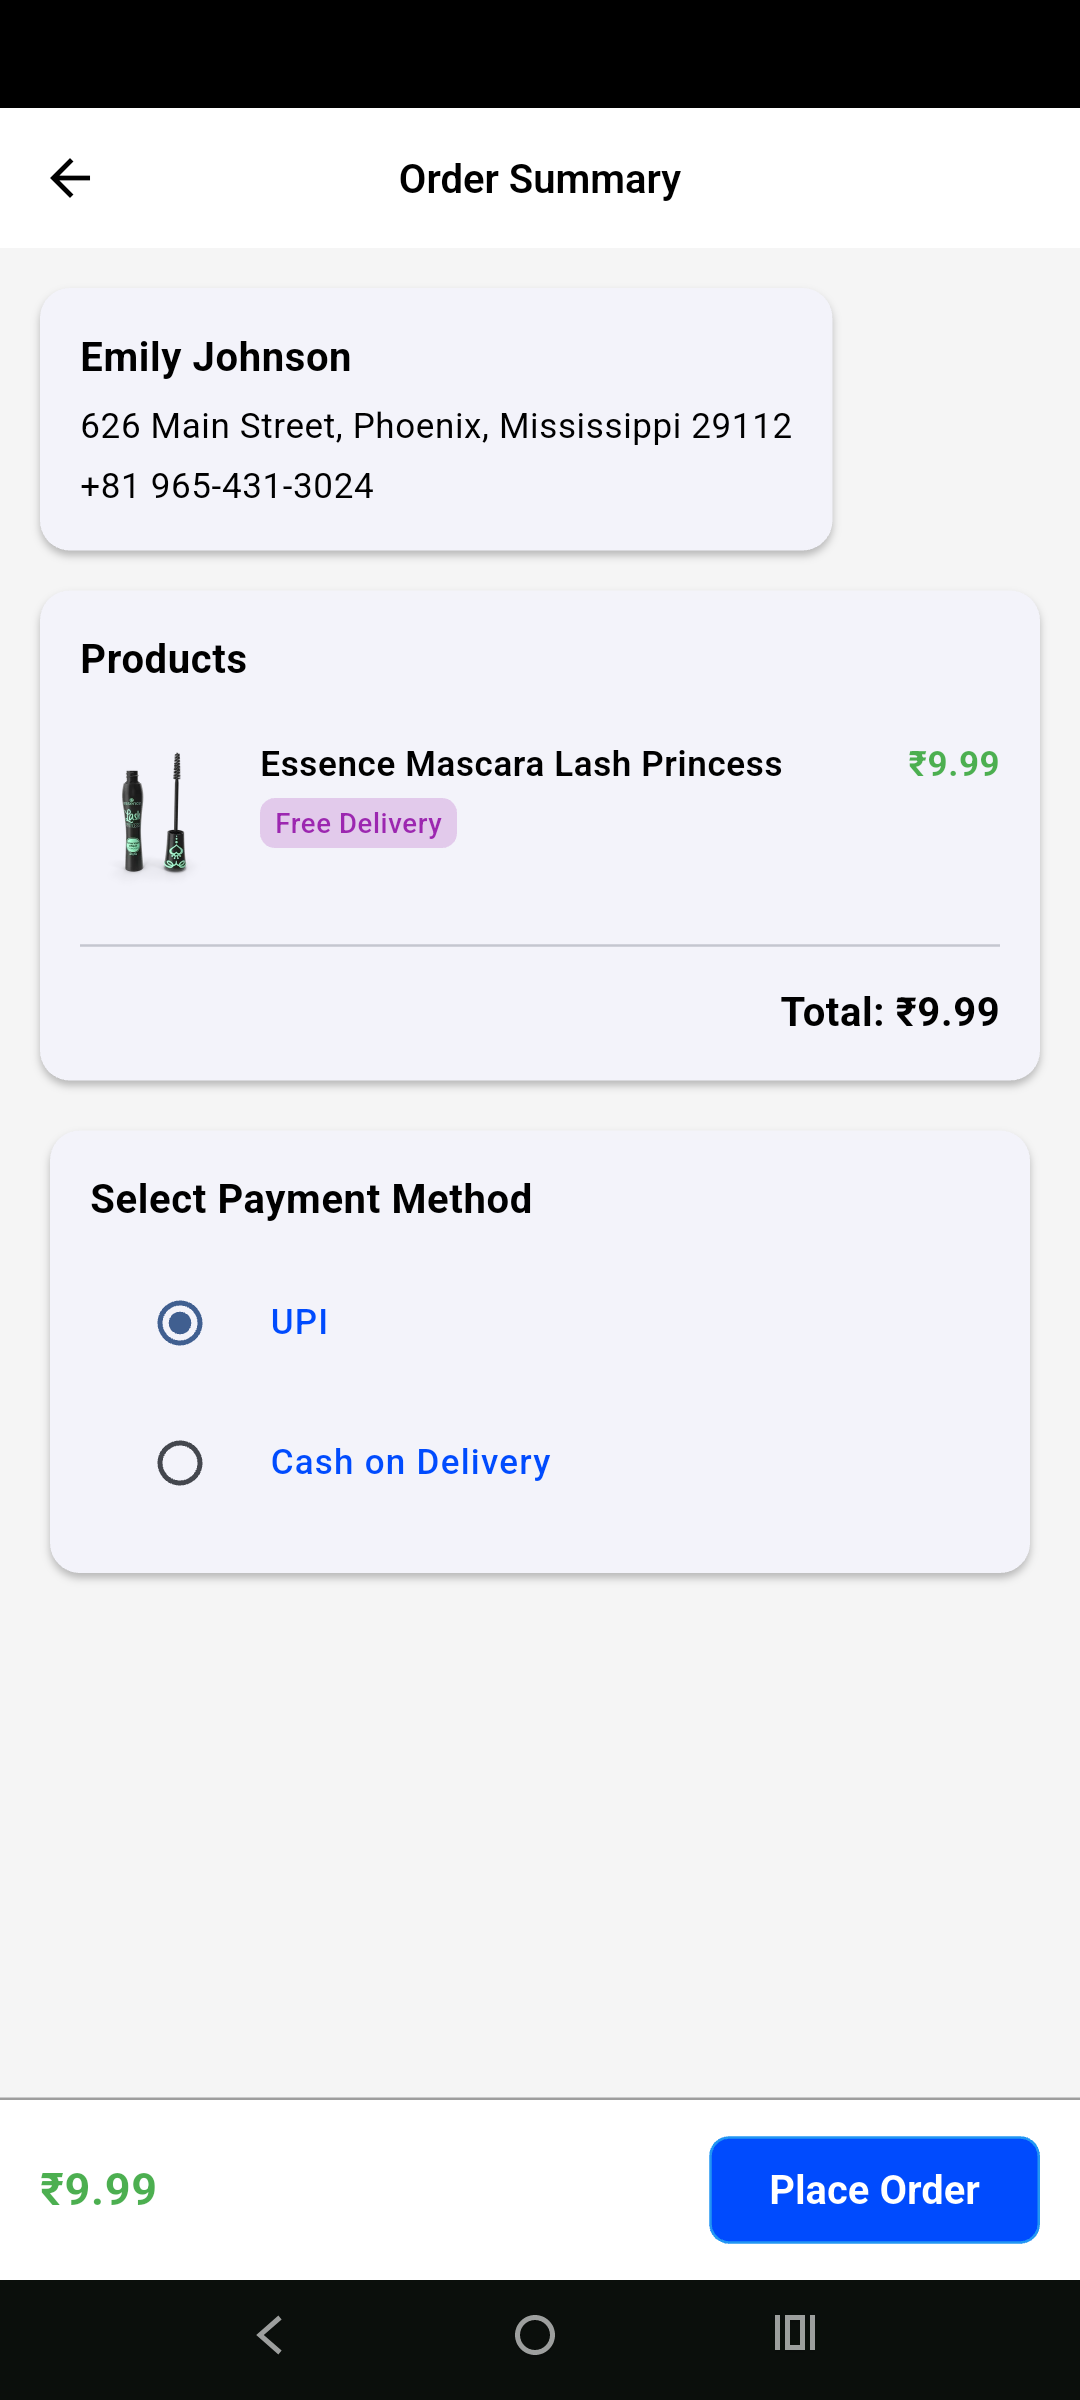 Order Summary
Emily Johnson
626 Main Street, Phoenix, Mississippi 29112
+81 965-431-3024
Products
Essence Mascara Lash Princess
₹9.99
Free Delivery
Total: ₹9.99
Select Payment Method
UPI
Cash on Delivery
₹9.99
Place Order